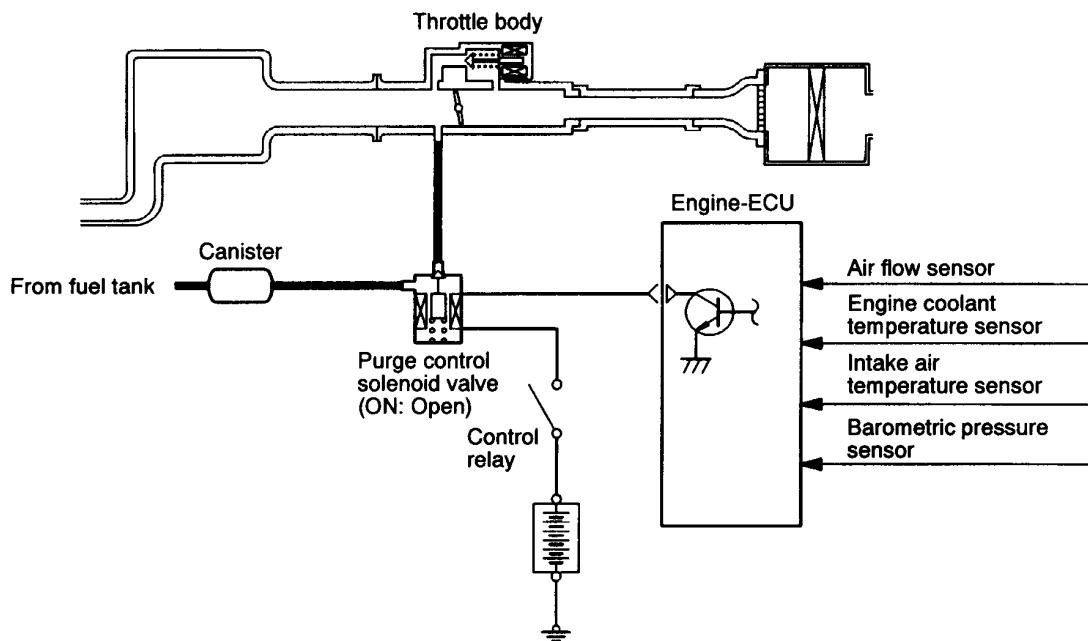 Throttle body
Engine-ECU
Canister
From fuel tank
Air flow sensor
Engine coolant
temperature sensor
Purge control
solenoid valve
(ON: Open)
Intake air
temperature sensor
Control
relay
Barometric pressure
sensor